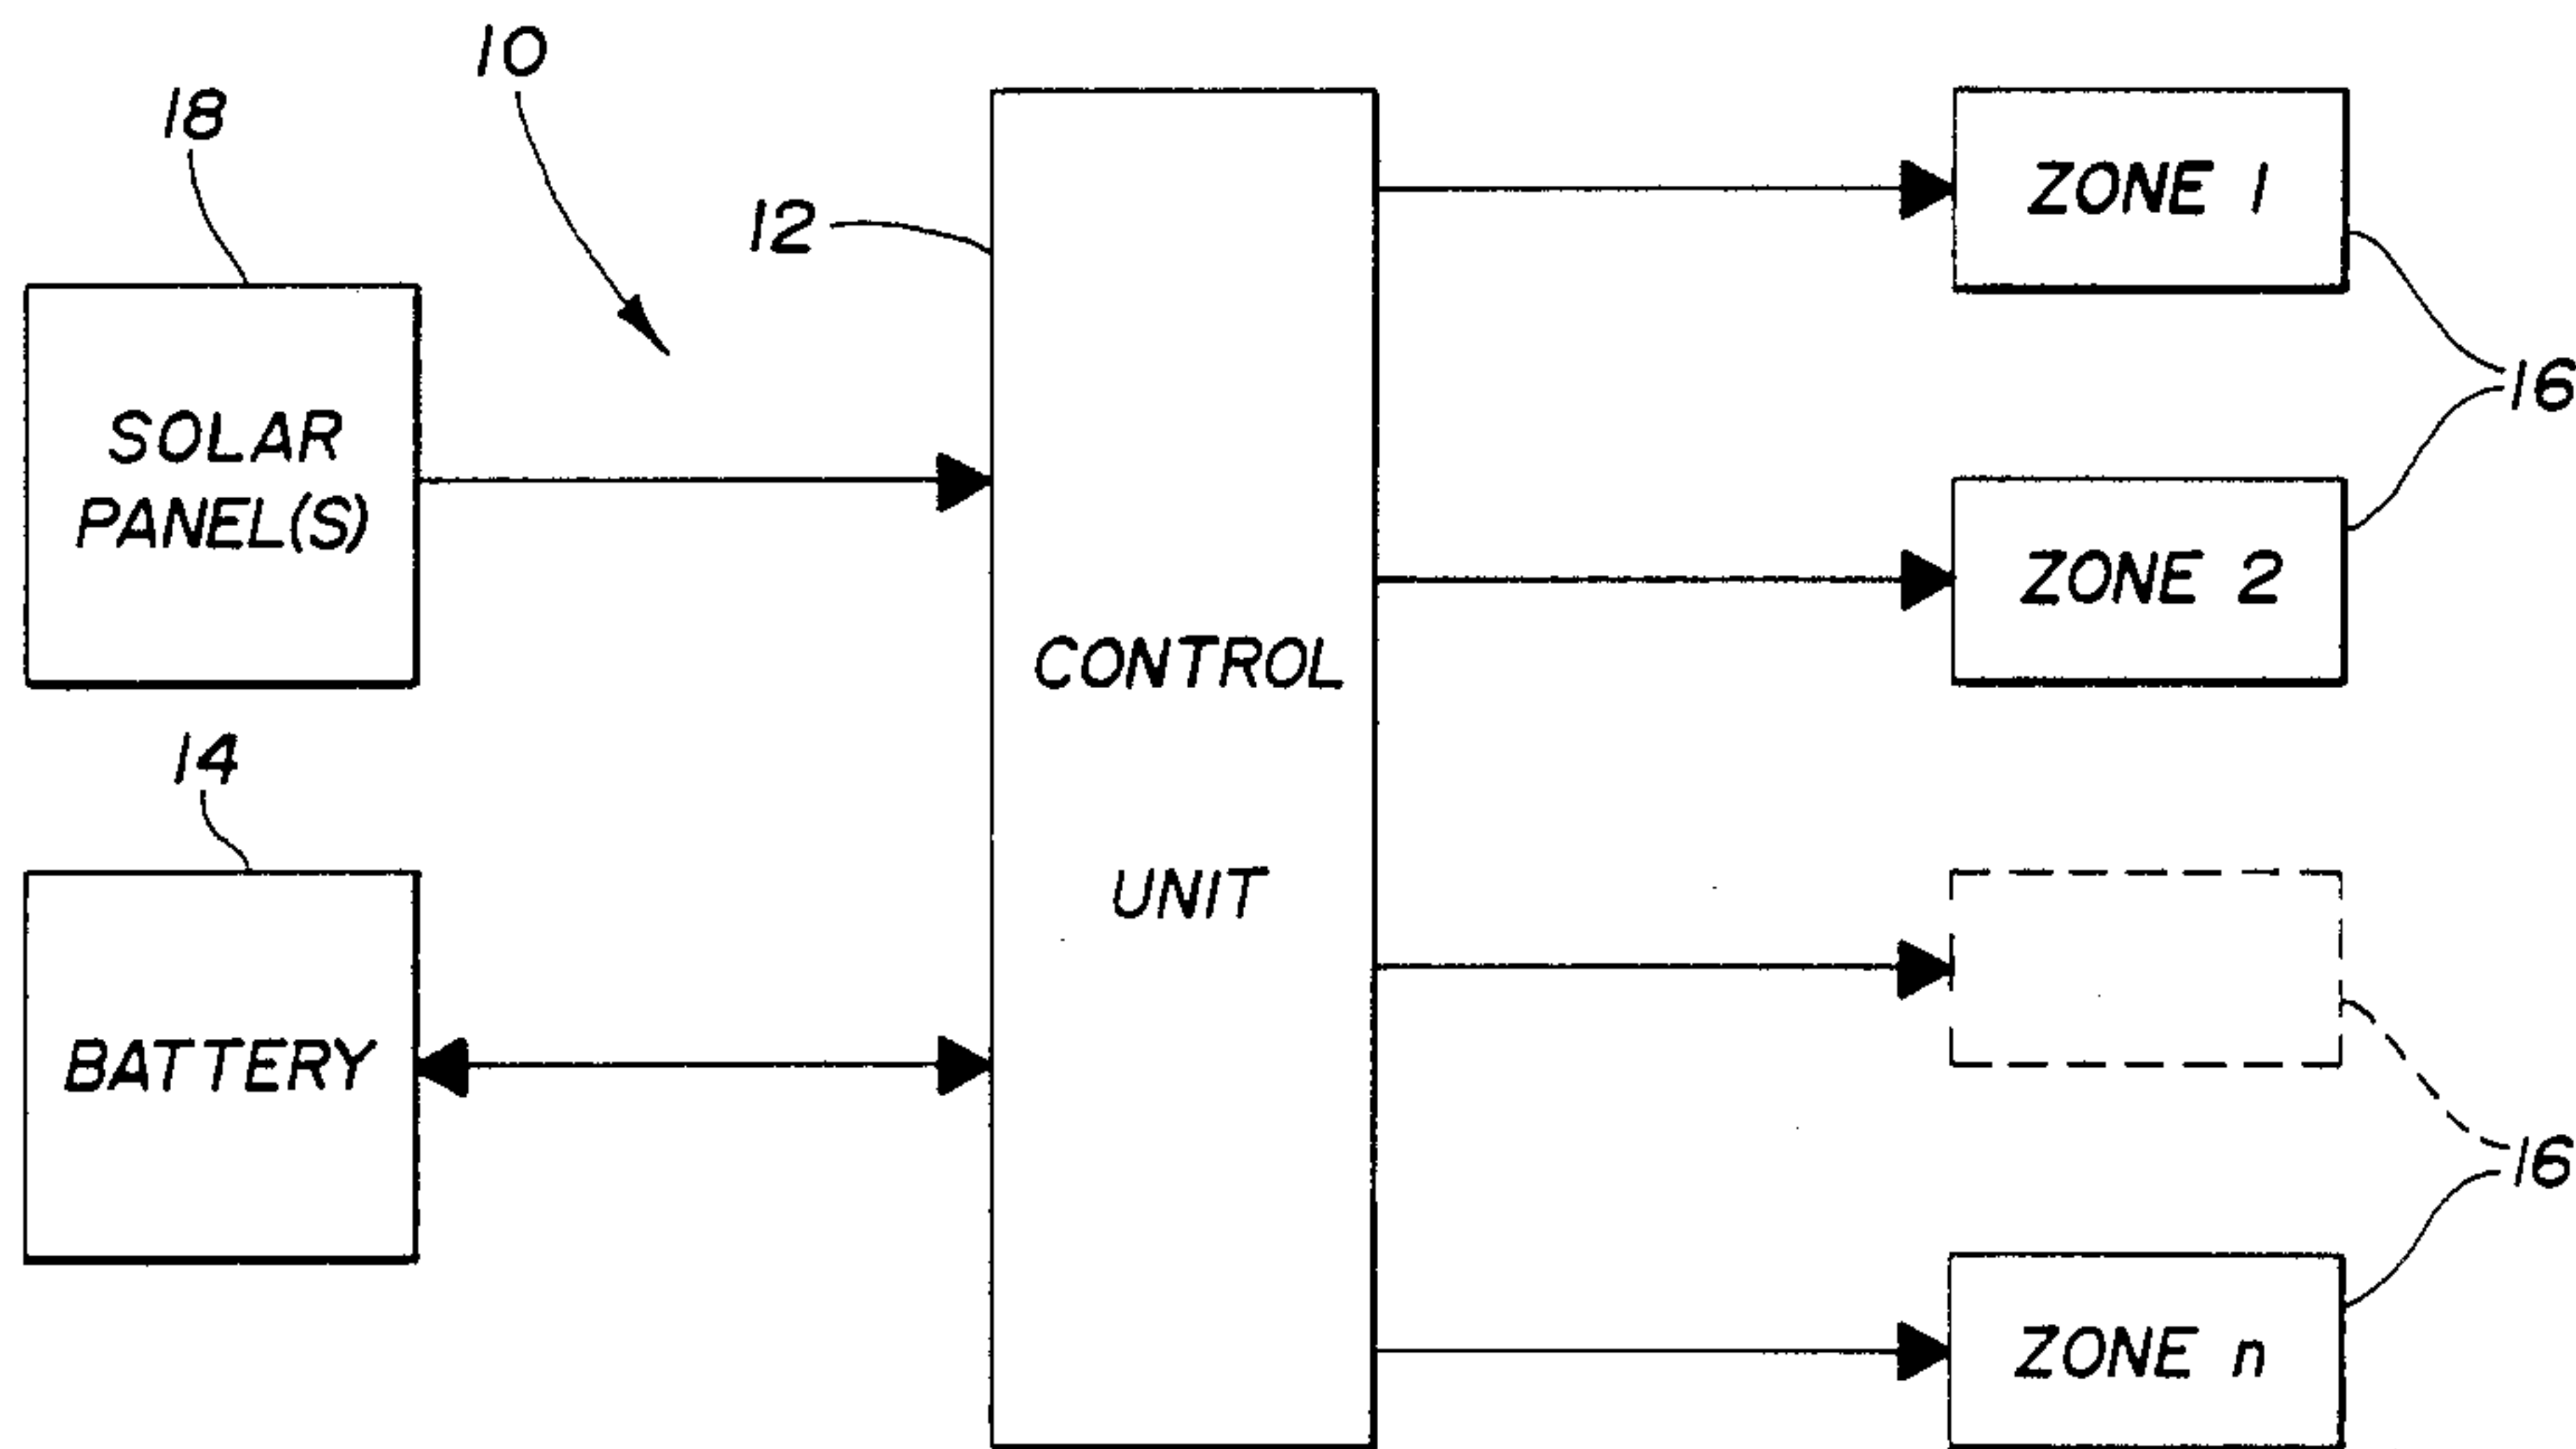 10
18
12
SOLAR
PANEL(S)
14
BATTERY
CONTROL
UNIT
ZONE 1
16
ZONE 2
16
ZONE n